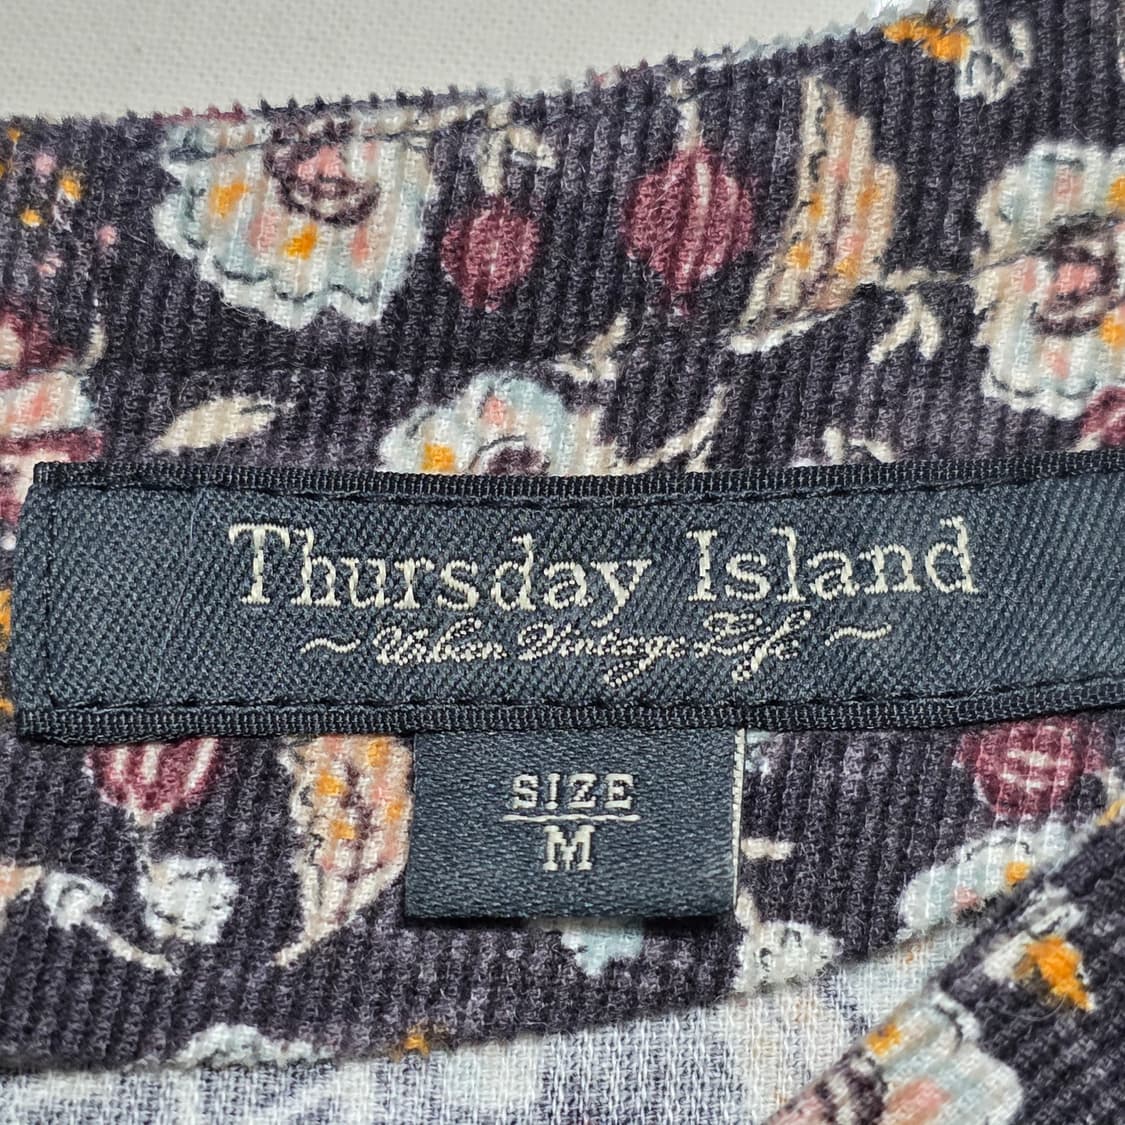 Thursday Island
~ Urban Vintage Life ~
SIZE
M